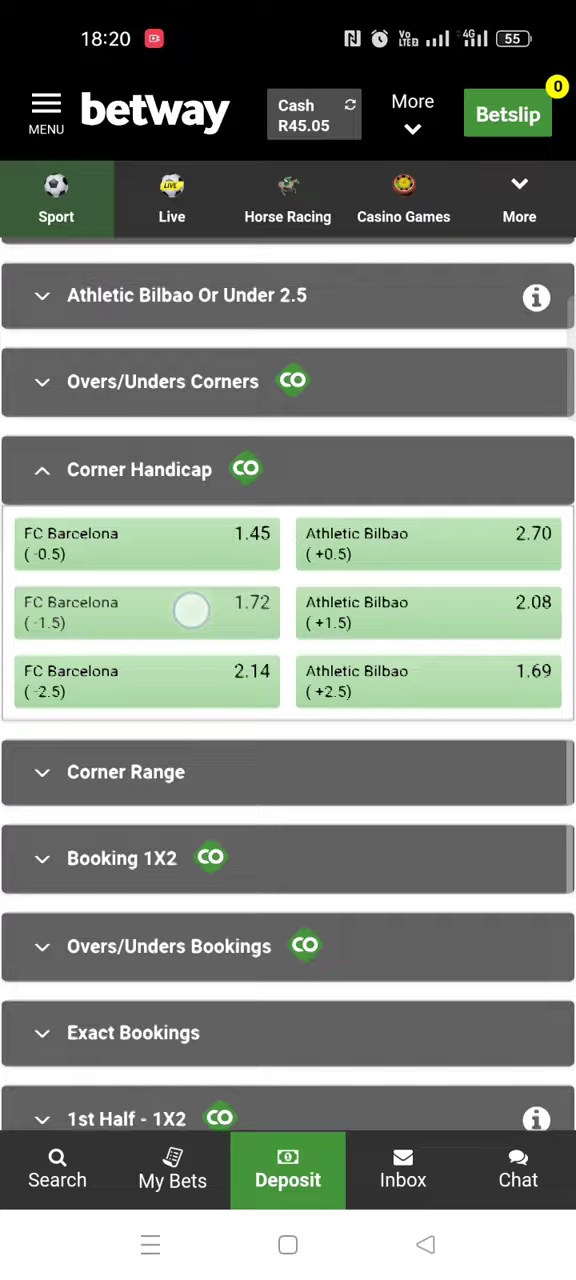 18:20
Vo LTE2
4G
55
MENU
betway
Cash
R45.05
More
Betslip
0
Sport
LIVE
Live
Horse Racing
Casino Games
More
Athletic Bilbao Or Under 2.5
Overs/Unders Corners CO
Corner Handicap CO
FC Barcelona 1.45
( -0.5)
Athletic Bilbao 2.70
( +0.5)
FC Barcelona 1.72
( -1.5)
Athletic Bilbao 2.08
( +1.5)
FC Barcelona 2.14
( -2.5)
Athletic Bilbao 1.69
( +2.5)
Corner Range
Booking 1X2 CO
Overs/Unders Bookings CO
Exact Bookings
1st Half - 1X2 CO
Search
My Bets
Deposit
Inbox
Chat